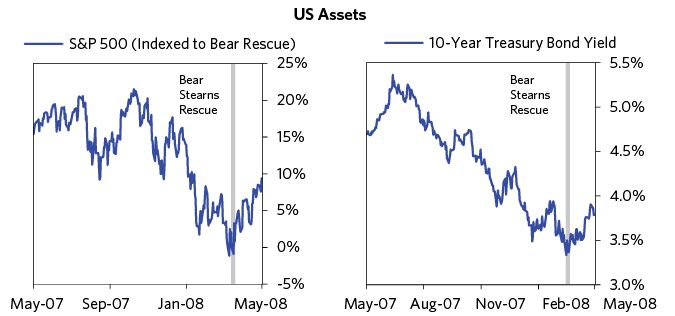 US Assets
S&P 500 (Indexed to Bear Rescue)
Bear
Stearns
Rescue
25%
20%
15%
10%
5%
0%
-5%
May-07 Sep-07 Jan-08 May-08
10-Year Treasury Bond Yield
Bear
Stearns
Rescue
5.5%
5.0%
4.5%
4.0%
3.5%
3.0%
May-07 Aug-07 Nov-07 Feb-08 May-08